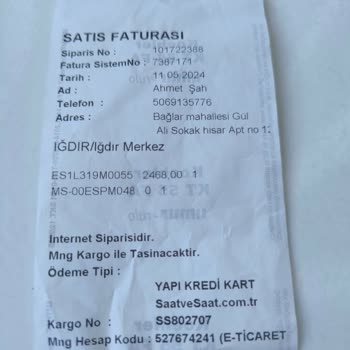 SATIS FATURASI
Siparis No : 101722388
Fatura SistemNo : 7387171
Tarih : 11.05.2024
Ad : Ahmet Şah
Telefon : 5069135776
Adres : Bağlar mahallesi Gül
Ali Sokak hısar Apt no 12
IĞDIR/Iğdır Merkez
ES1L319M0055 2468,00 1
MS-00ESPM048 0 1
Internet Siparisidir.
Mng Kargo ile Tasinacaktir.
Ödeme Tipi :
YAPI KREDİ KART
SaatveSaat.com.tr
Kargo No : SS802707
Mng Hesap Kodu : 527674241 (E-TİCARET